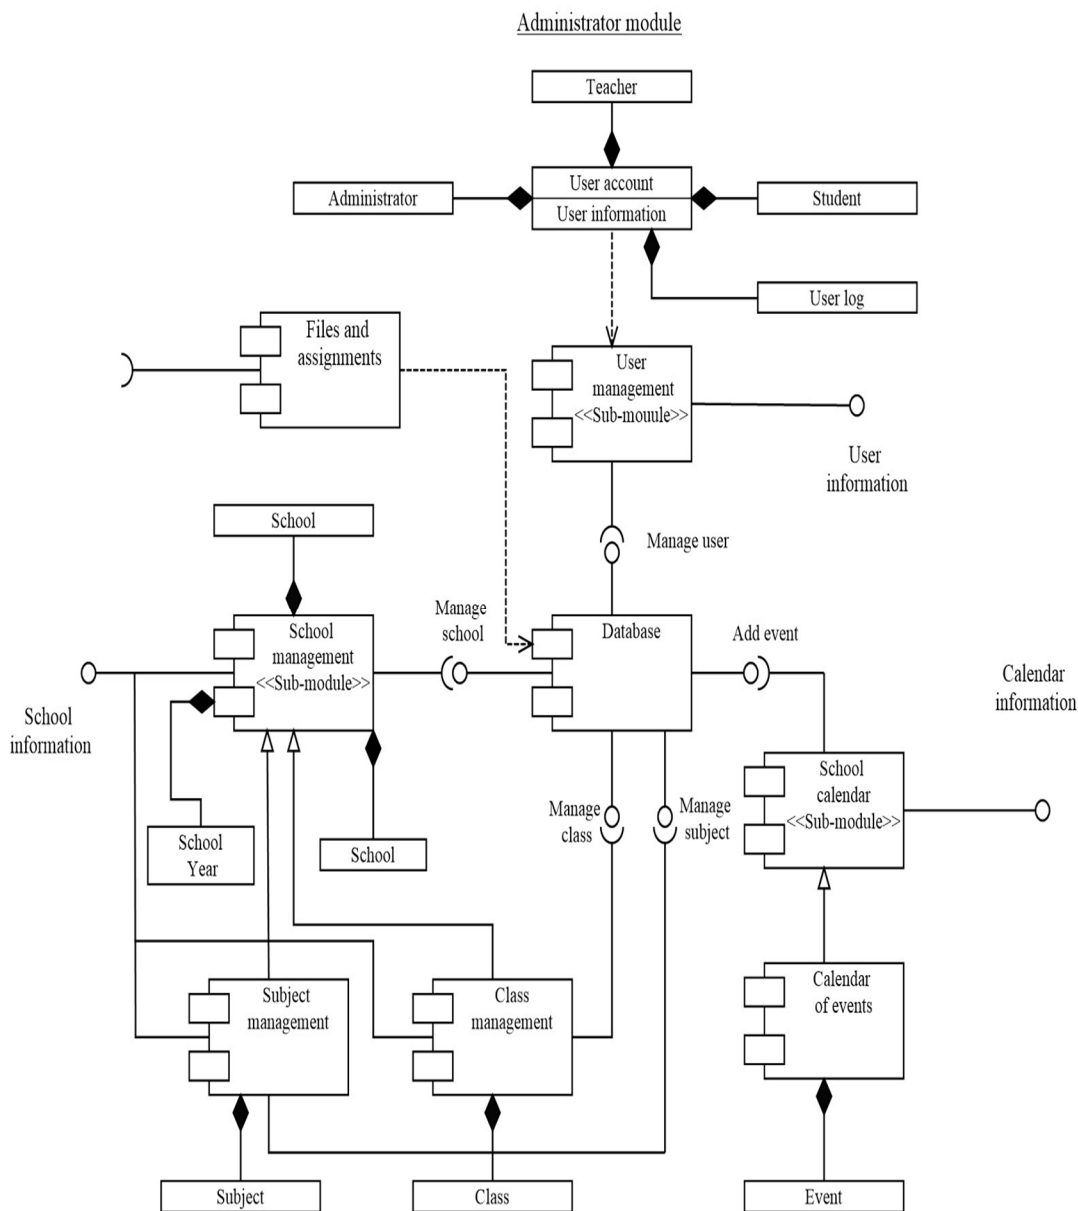 Administrator module
Teacher
User account
Administrator
Student
User information
User log
Files and
assignments
User
management
<<Sub-mouule>>
User
information
School
Manage user
Manage
school
School
management
<<Sub-module>>
Database
Add event
Calendar
information
School
information
Manage
class
Manage
subject
School
calendar
<<Sub-module>>
School
Year
School
Subject
management
Class
management
Calendar
of events
Subject
Class
Event